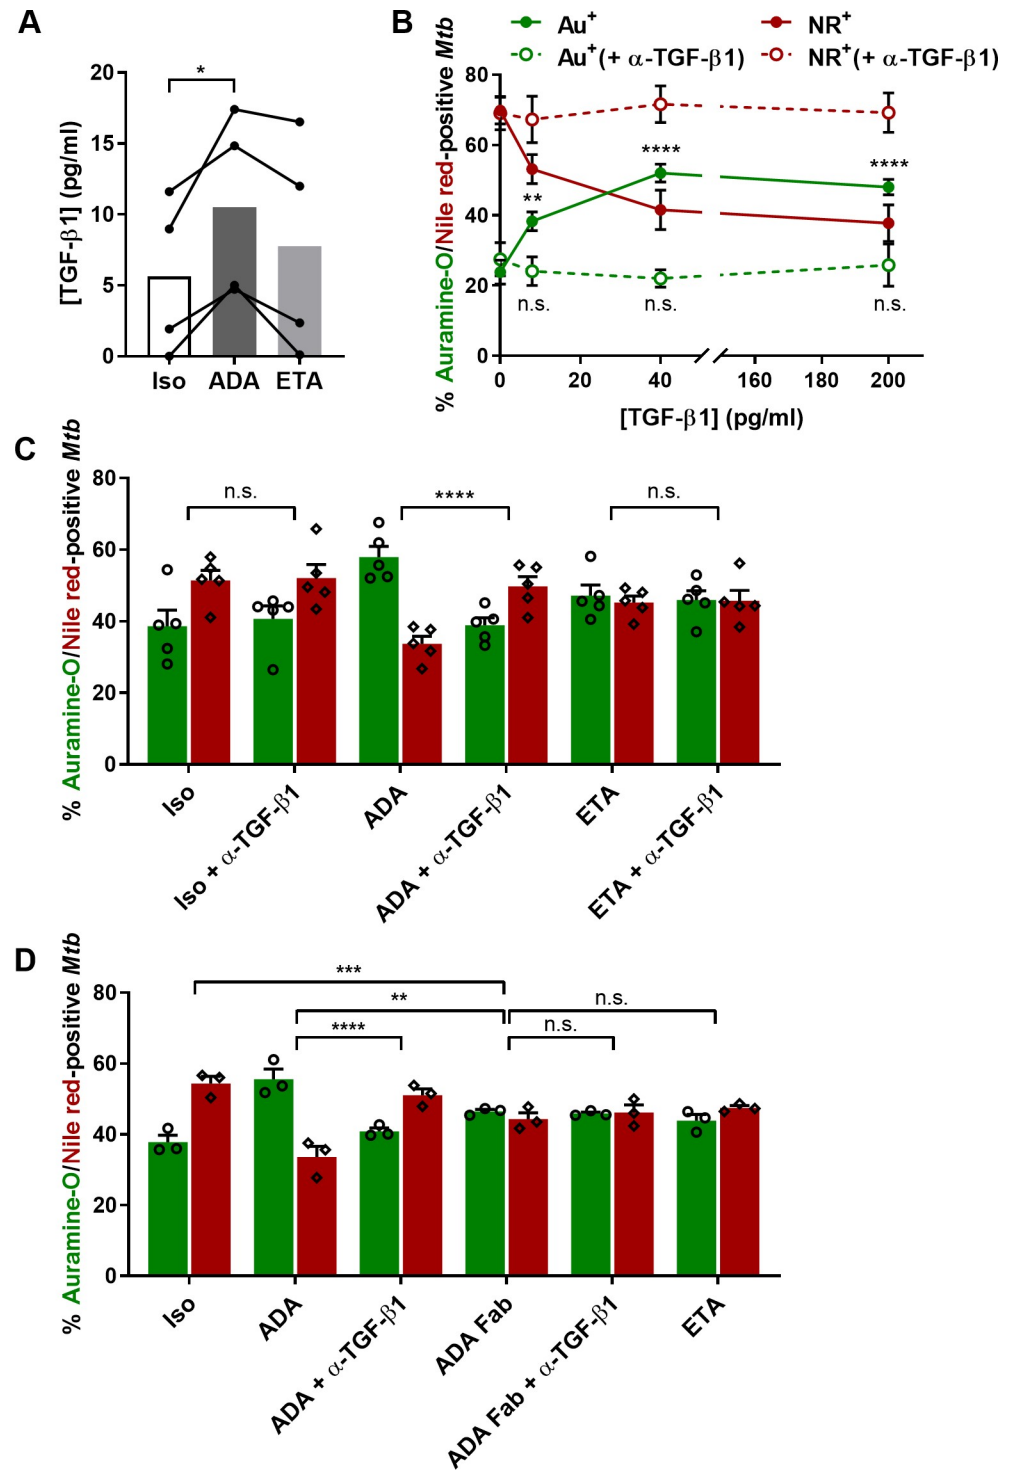 A
[TGF-β1] (pg/ml)
20
15
10
5
0
*
Iso ADA ETA
B
Au+ NR+
Au+(+ α-TGF-β1) NR+(+ α-TGF-β1)
% Auramine-O/Nile red-positive Mtb
80
60
40
20
0
** **** ****
n.s. n.s. n.s.
0 20 40 160 180 200
[TGF-β1] (pg/ml)
C
% Auramine-O/Nile red-positive Mtb
80
60
40
20
0
n.s. **** n.s.
Iso
Iso + α-TGF-β1
ADA
ADA + α-TGF-β1
ETA
ETA + α-TGF-β1
D
% Auramine-O/Nile red-positive Mtb
80
60
40
20
0
***
** n.s.
**** n.s.
Iso
ADA
ADA + α-TGF-β1
ADA Fab
ADA Fab + α-TGF-β1
ETA